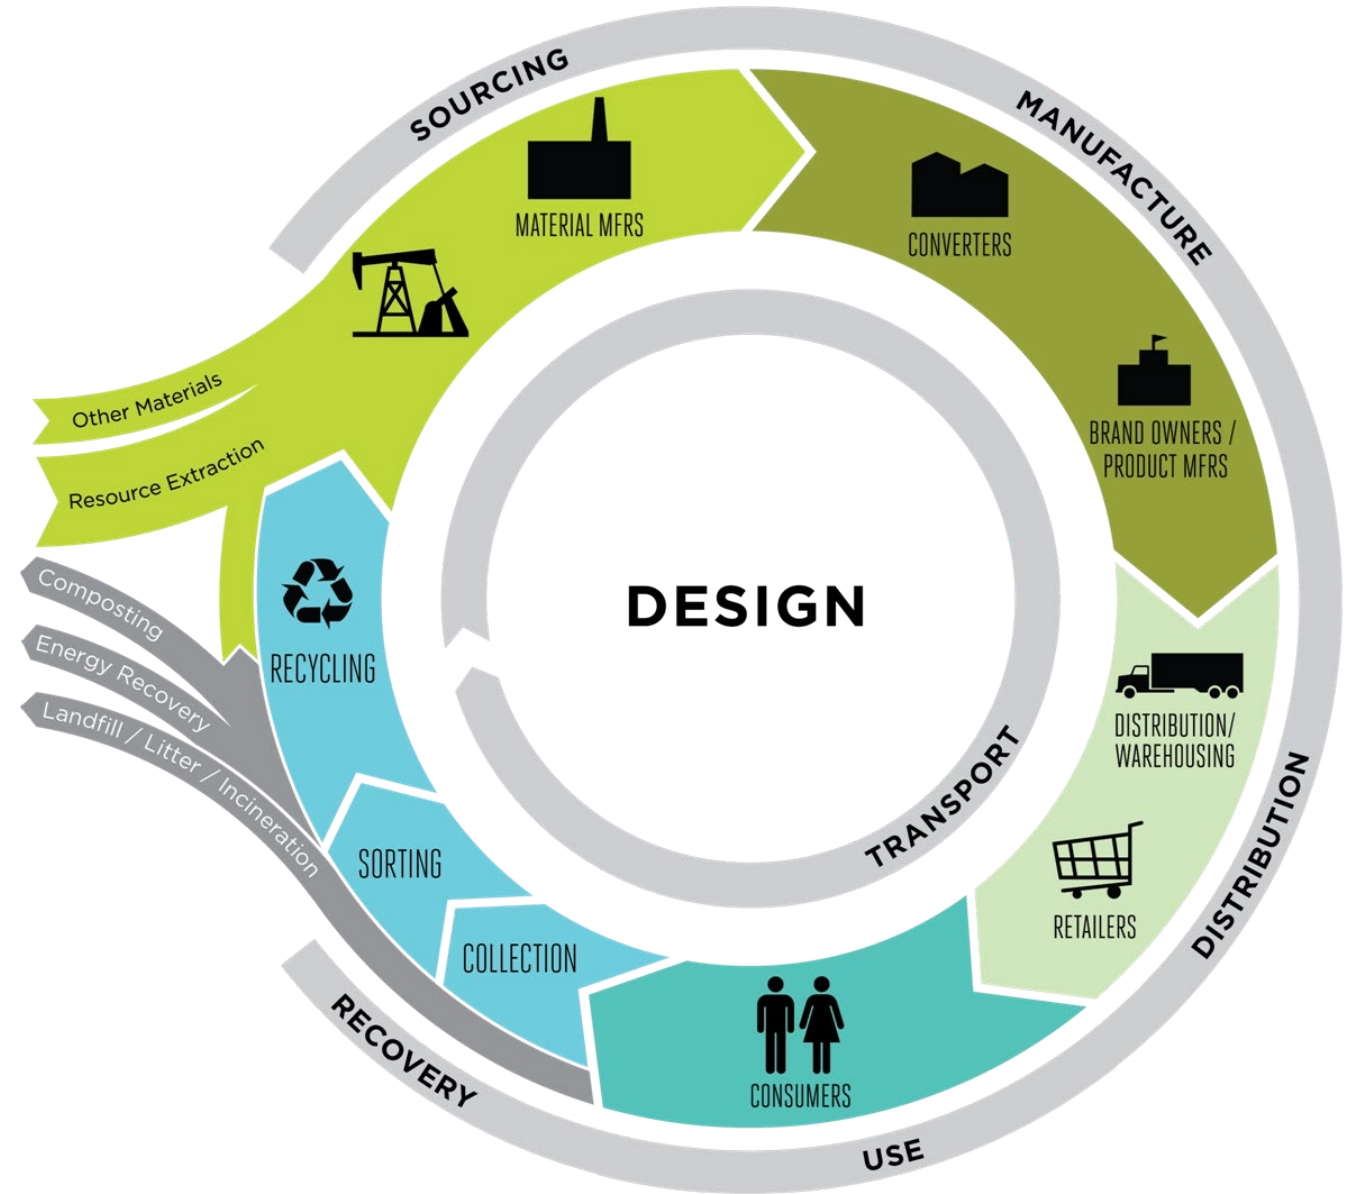 SOURCING
MANUFACTURE
MATERIAL MFRS
CONVERTERS
BRAND OWNERS /
PRODUCT MFRS
Other Materials
Resource Extraction
Composting
Energy Recovery
Landfill / Litter / Incineration
RECYCLING
DESIGN
TRANSPORT
DISTRIBUTION/
WAREHOUSING
RETAILERS
DISTRIBUTION
SORTING
COLLECTION
CONSUMERS
RECOVERY
USE